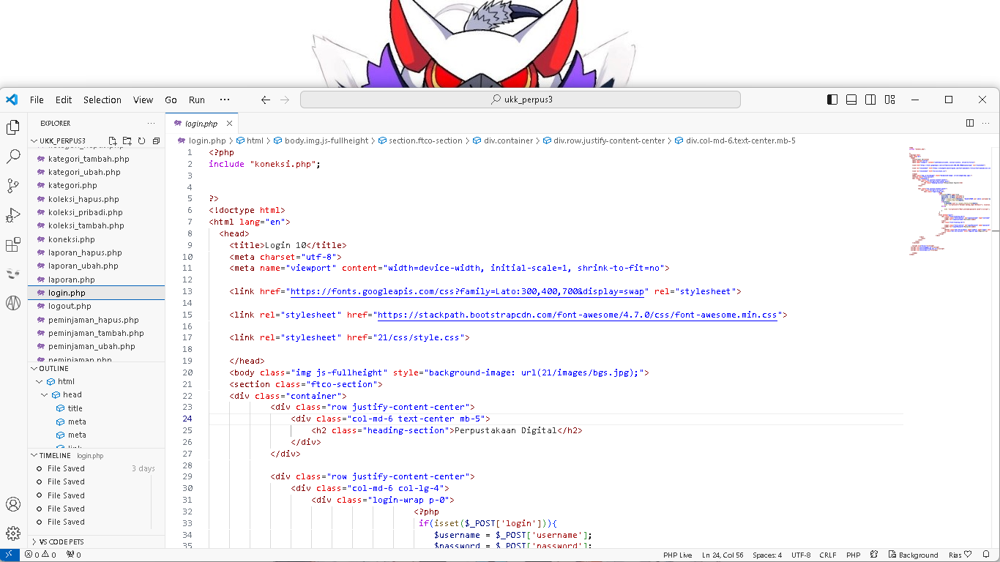 File Edit Selection View Go Run ··· ukk_perpus3
EXPLORER ···
UKK_PERPUS3
kategori_tambah.php
kategori_ubah.php
kategori.php
koleksi_hapus.php
koleksi_pribadi.php
koleksi_tambah.php
koneksi.php
laporan_hapus.php
laporan_ubah.php
laporan.php
login.php
logout.php
peminjaman_hapus.php
peminjaman_tambah.php
peminjaman_ubah.php
peminjaman.php
OUTLINE
html
head
title
meta
meta
link
TIMELINE login.php
File Saved 3 days
File Saved
File Saved
File Saved
File Saved
VS CODE PETS
login.php
login.php > html > body.img.js-fullheight > section.ftco-section > div.container > div.row.justify-content-center > div.col-md-6.text-center.mb-5
1 <?php
2 include "koneksi.php";
3
4
5 ?>
6 <!doctype html>
7 <html lang="en">
8 <head>
9 <title>Login 10</title>
10 <meta charset="utf-8">
11 <meta name="viewport" content="width=device-width, initial-scale=1, shrink-to-fit=no">
12
13 <link href="https://fonts.googleapis.com/css?family=Lato:300,400,700&display=swap" rel="stylesheet">
14
15 <link rel="stylesheet" href="https://stackpath.bootstrapcdn.com/font-awesome/4.7.0/css/font-awesome.min.css">
16
17 <link rel="stylesheet" href="21/css/style.css">
18
19 </head>
20 <body class="img js-fullheight" style="background-image: url(21/images/bgs.jpg);">
21 <section class="ftco-section">
22 <div class="container">
23 <div class="row justify-content-center">
24 <div class="col-md-6 text-center mb-5">
25 <h2 class="heading-section">Perpustakaan Digital</h2>
26 </div>
27 </div>
28
29 <div class="row justify-content-center">
30 <div class="col-md-6 col-lg-4">
31 <div class="login-wrap p-0">
32 <?php
33 if(isset($_POST['login'])){
34 $username = $_POST['username'];
35 $password = $_POST['password'];
0 0 0 PHP Live Ln 24, Col 56 Spaces: 4 UTF-8 CRLF PHP Background Rias